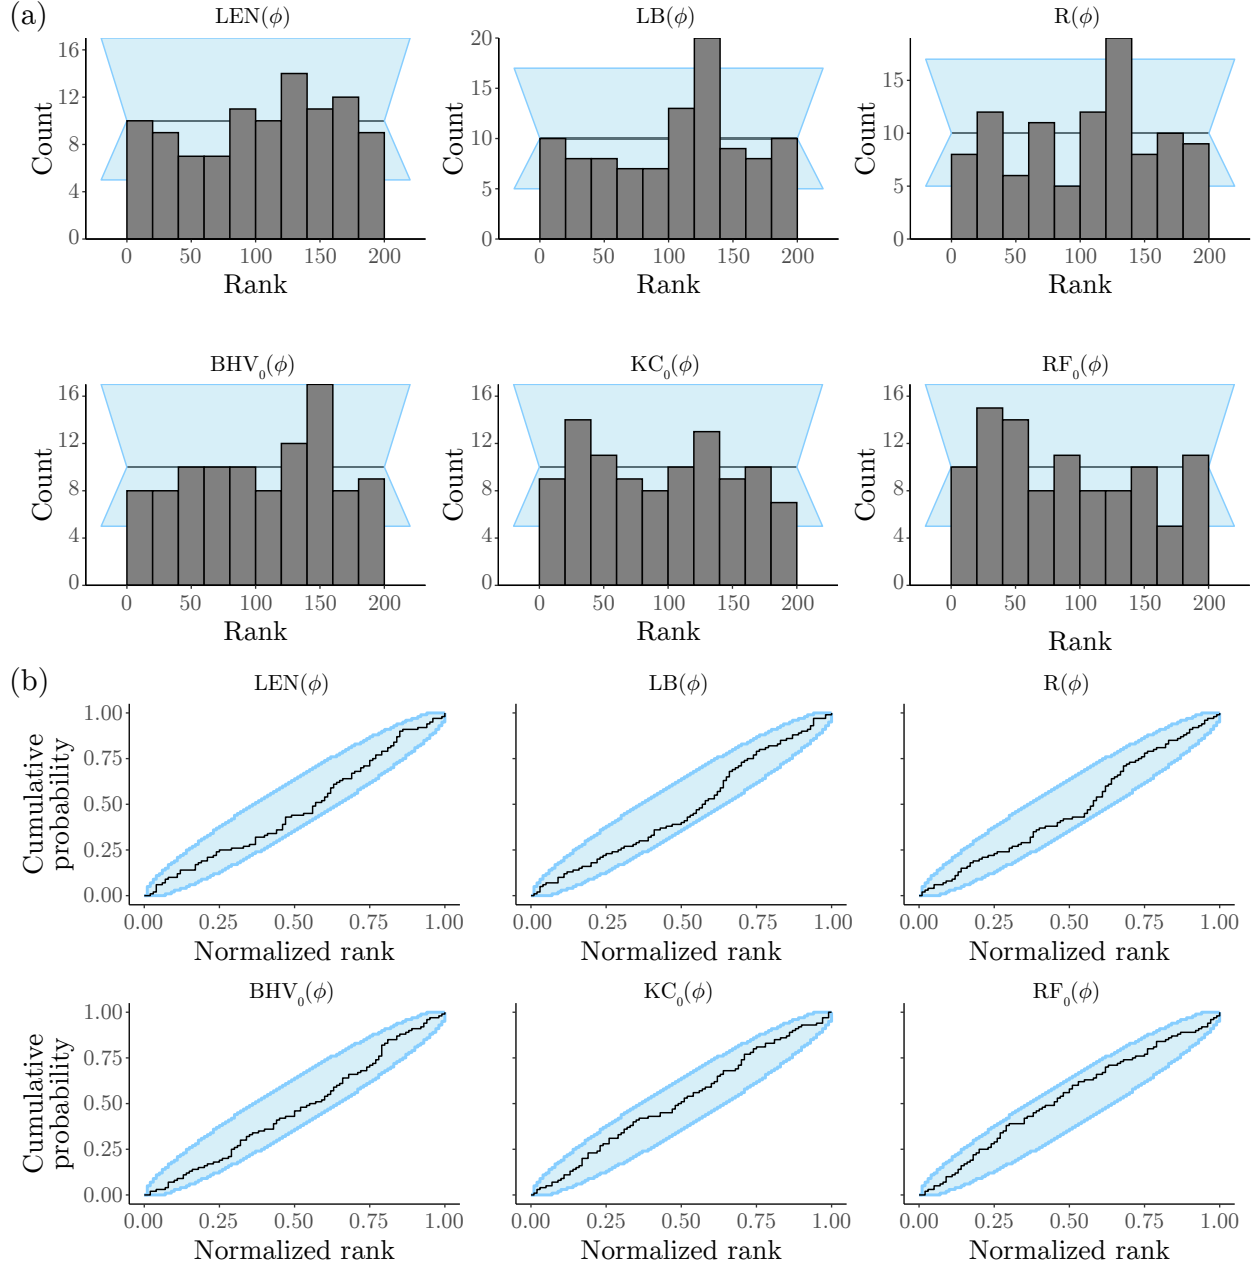 (a)
LEN(ϕ) LB(ϕ) R(ϕ)
Count 16 12 8 4 0
Count 20 15 10 5 0
Count 15 10 5 0
0 50 100 150 200 0 50 100 150 200 0 50 100 150 200
Rank Rank Rank
BHV₀(ϕ) KC₀(ϕ) RF₀(ϕ)
Count 16 12 8 4 0
Count 16 12 8 4 0
Count 16 12 8 4 0
0 50 100 150 200 0 50 100 150 200 0 50 100 150 200
Rank Rank Rank
(b)
LEN(ϕ) LB(ϕ) R(ϕ)
Cumulative
probability
1.00
0.75
0.50
0.25
0.00
0.00 0.25 0.50 0.75 1.00 0.00 0.25 0.50 0.75 1.00 0.00 0.25 0.50 0.75 1.00
Normalized rank Normalized rank Normalized rank
BHV₀(ϕ) KC₀(ϕ) RF₀(ϕ)
Cumulative
probability
1.00
0.75
0.50
0.25
0.00
0.00 0.25 0.50 0.75 1.00 0.00 0.25 0.50 0.75 1.00 0.00 0.25 0.50 0.75 1.00
Normalized rank Normalized rank Normalized rank